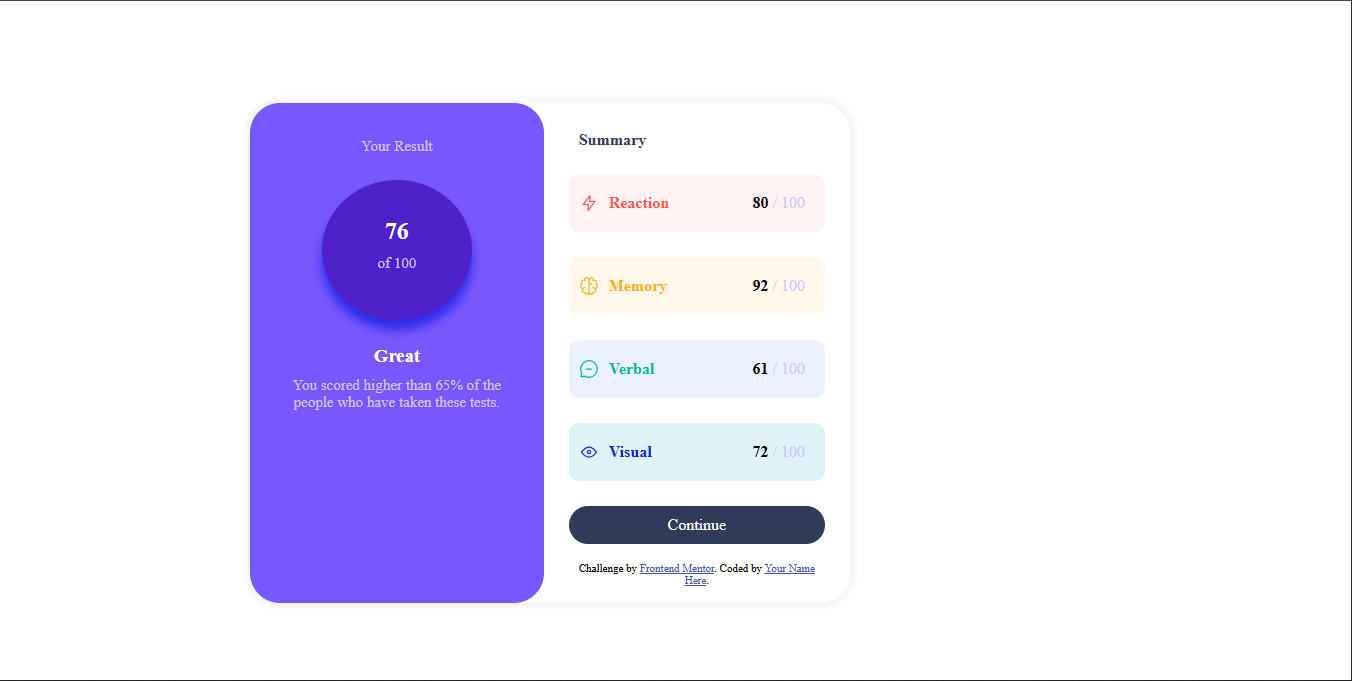 Your Result
76
of 100
Great
You scored higher than 65% of the
people who have taken these tests.
Summary
Reaction 80 / 100
Memory 92 / 100
Verbal 61 / 100
Visual 72 / 100
Continue
Challenge by Frontend Mentor. Coded by Your Name
Here.